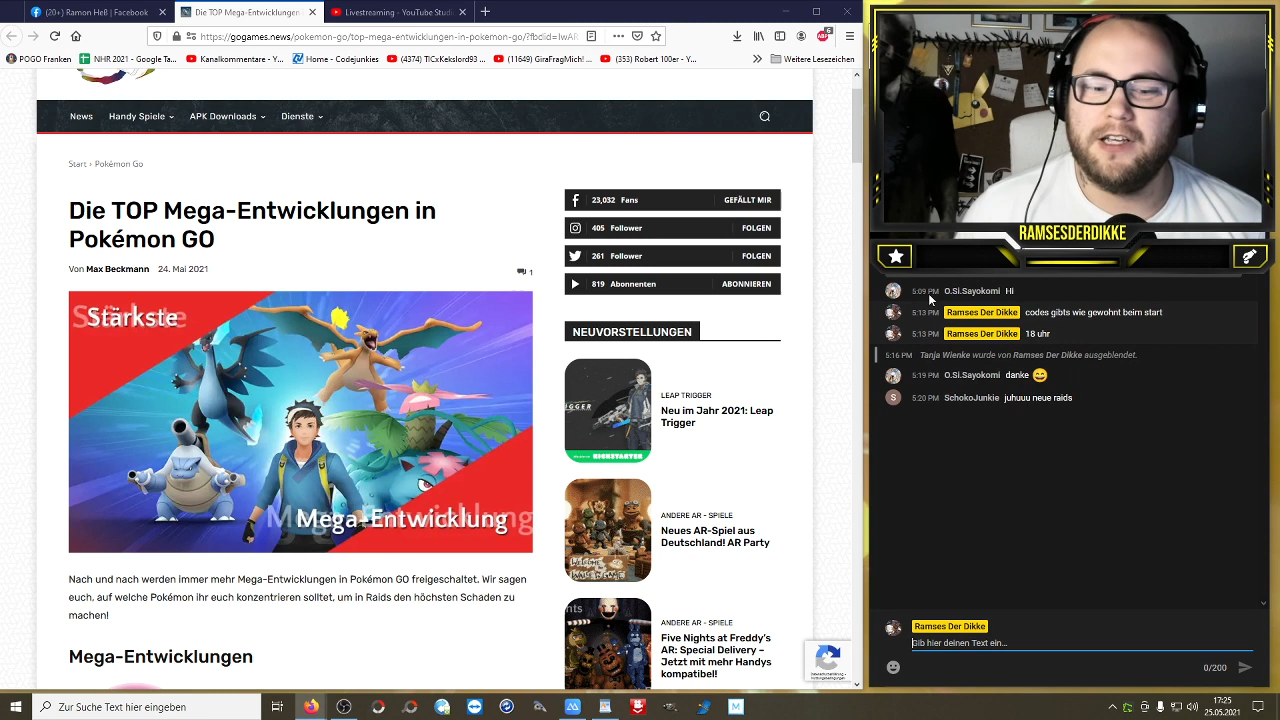 (20+) Ramon Heß | Facebook
Die TOP Mega-Entwicklungen
Livestreaming - YouTube Studi
https://gogames.news/pokemon-go/top-mega-entwicklungen-in-pokemon-go/?fbclid=IwAR
6
POGO Franken
NHR 2021 - Google Ta...
Kanalkommentare - Y...
Home - Codejunkies
(4374) TICxKekslord93 ...
(11649) GiraFragMich! ...
(353) Robert 100er - Y...
Weitere Lesezeichen
News
Handy Spiele
APK Downloads
Dienste
Start › Pokémon Go
Die TOP Mega-Entwicklungen in
Pokémon GO
Von Max Beckmann 24. Mai 2021
1
Stärkste
Mega-Entwicklung
Nach und nach werden immer mehr Mega-Entwicklungen in Pokémon GO freigeschaltet. Wir sagen
euch, auf welche Pokémon ihr euch konzentrieren solltet, um in Raids den höchsten Schaden zu
machen!
Mega-Entwicklungen
23,032 Fans GEFÄLLT MIR
405 Follower FOLGEN
261 Follower FOLGEN
819 Abonnenten ABONNIEREN
NEUVORSTELLUNGEN
KICKSTARTER
LEAP TRIGGER
Neu im Jahr 2021: Leap
Trigger
ANDERE AR - SPIELE
Neues AR-Spiel aus
Deutschland! AR Party
ANDERE AR - SPIELE
Five Nights at Freddy's
AR: Special Delivery –
Jetzt mit mehr Handys
kompatibel!
RAMSESDERDIKKE
5:09 PM O.Si.Sayokomi Hi
5:13 PM Ramses Der Dikke codes gibts wie gewohnt beim start
5:13 PM Ramses Der Dikke 18 uhr
5:16 PM Tanja Wienke wurde von Ramses Der Dikke ausgeblendet.
5:19 PM O.Si.Sayokomi danke 😄
S 5:20 PM SchokoJunkie juhuuu neue raids
Ramses Der Dikke
Gib hier deinen Text ein...
0/200
Zur Suche Text hier eingeben
17:25
25.05.2021